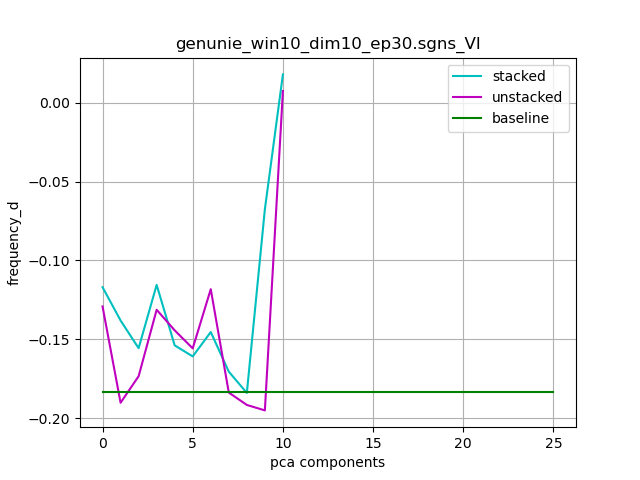 genunie_win10_dim10_ep30.sgns_VI
stacked
unstacked
baseline
frequency_d
0.00
−0.05
−0.10
−0.15
−0.20
0 5 10 15 20 25
pca components